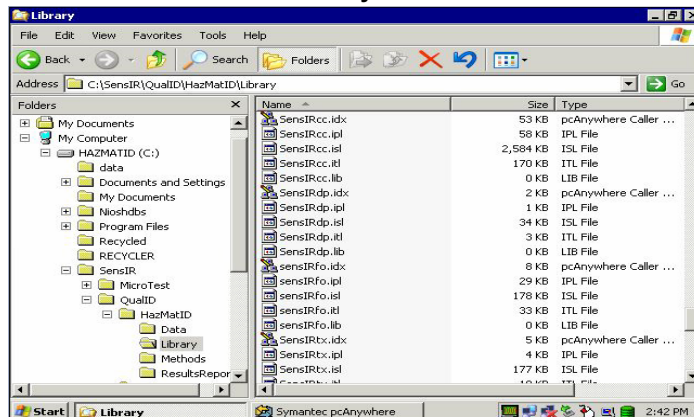 Library
File Edit View Favorites Tools Help
Back Search Folders
Address C:\SensIR\QualID\HazMatID\Library Go
Folders
My Documents
My Computer
HAZMATID (C:)
data
Documents and Settings
My Documents
Nioshdbs
Program Files
Recycled
RECYCLER
SensIR
MicroTest
QualID
HazMatID
Data
Library
Methods
ResultsRepor
Name Size Type
SensIRcc.idx 53 KB pcAnywhere Caller ...
SensIRcc.ipl 58 KB IPL File
SensIRcc.isl 2,584 KB ISL File
SensIRcc.itl 170 KB ITL File
SensIRcc.lib 0 KB LIB File
SensIRdp.idx 2 KB pcAnywhere Caller ...
SensIRdp.ipl 1 KB IPL File
SensIRdp.isl 34 KB ISL File
SensIRdp.itl 3 KB ITL File
SensIRdp.lib 0 KB LIB File
sensIRfo.idx 8 KB pcAnywhere Caller ...
sensIRfo.ipl 29 KB IPL File
sensIRfo.isl 178 KB ISL File
sensIRfo.itl 33 KB ITL File
sensIRfo.lib 0 KB LIB File
SensIRtx.idx 5 KB pcAnywhere Caller ...
SensIRtx.ipl 4 KB IPL File
SensIRtx.isl 177 KB ISL File
Start Library Symantec pcAnywhere 2:42 PM